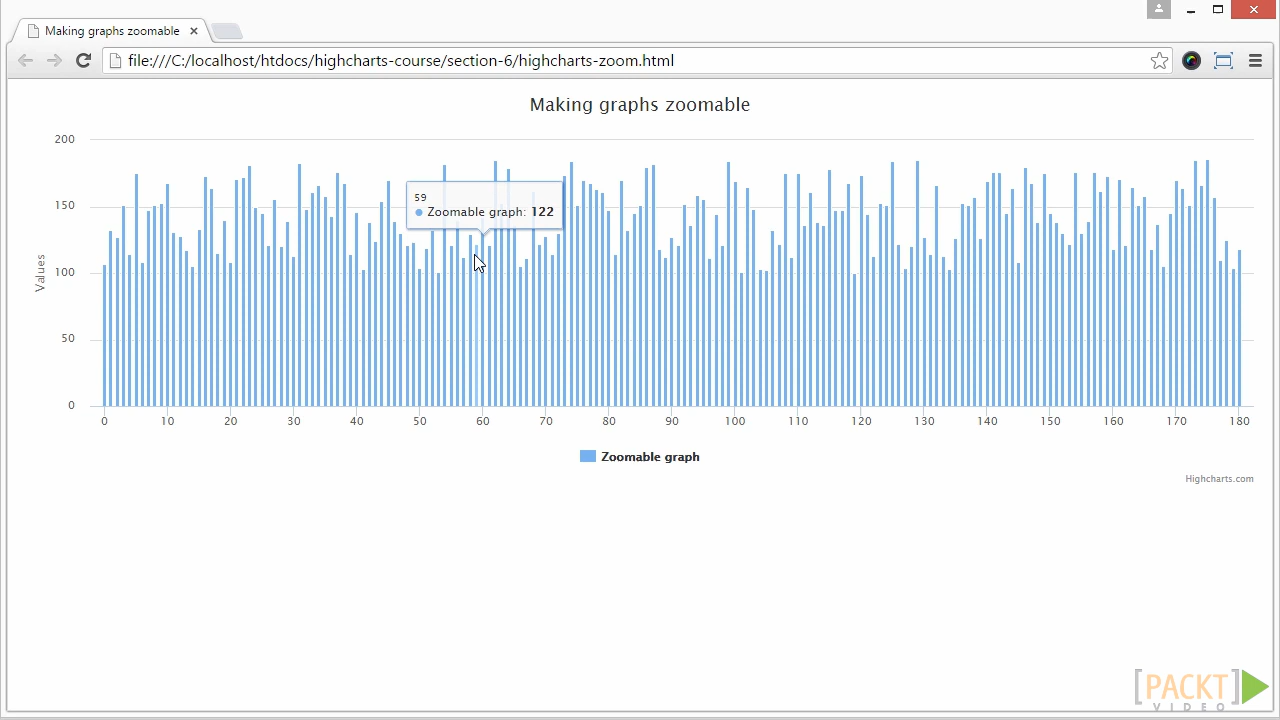 Making graphs zoomable
file:///C:/localhost/htdocs/highcharts-course/section-6/highcharts-zoom.html
Making graphs zoomable
200
150
100
50
0
Values
59
Zoomable graph: 122
0 10 20 30 40 50 60 70 80 90 100 110 120 130 140 150 160 170 180
Zoomable graph
Highcharts.com
[PACKT]
VIDEO